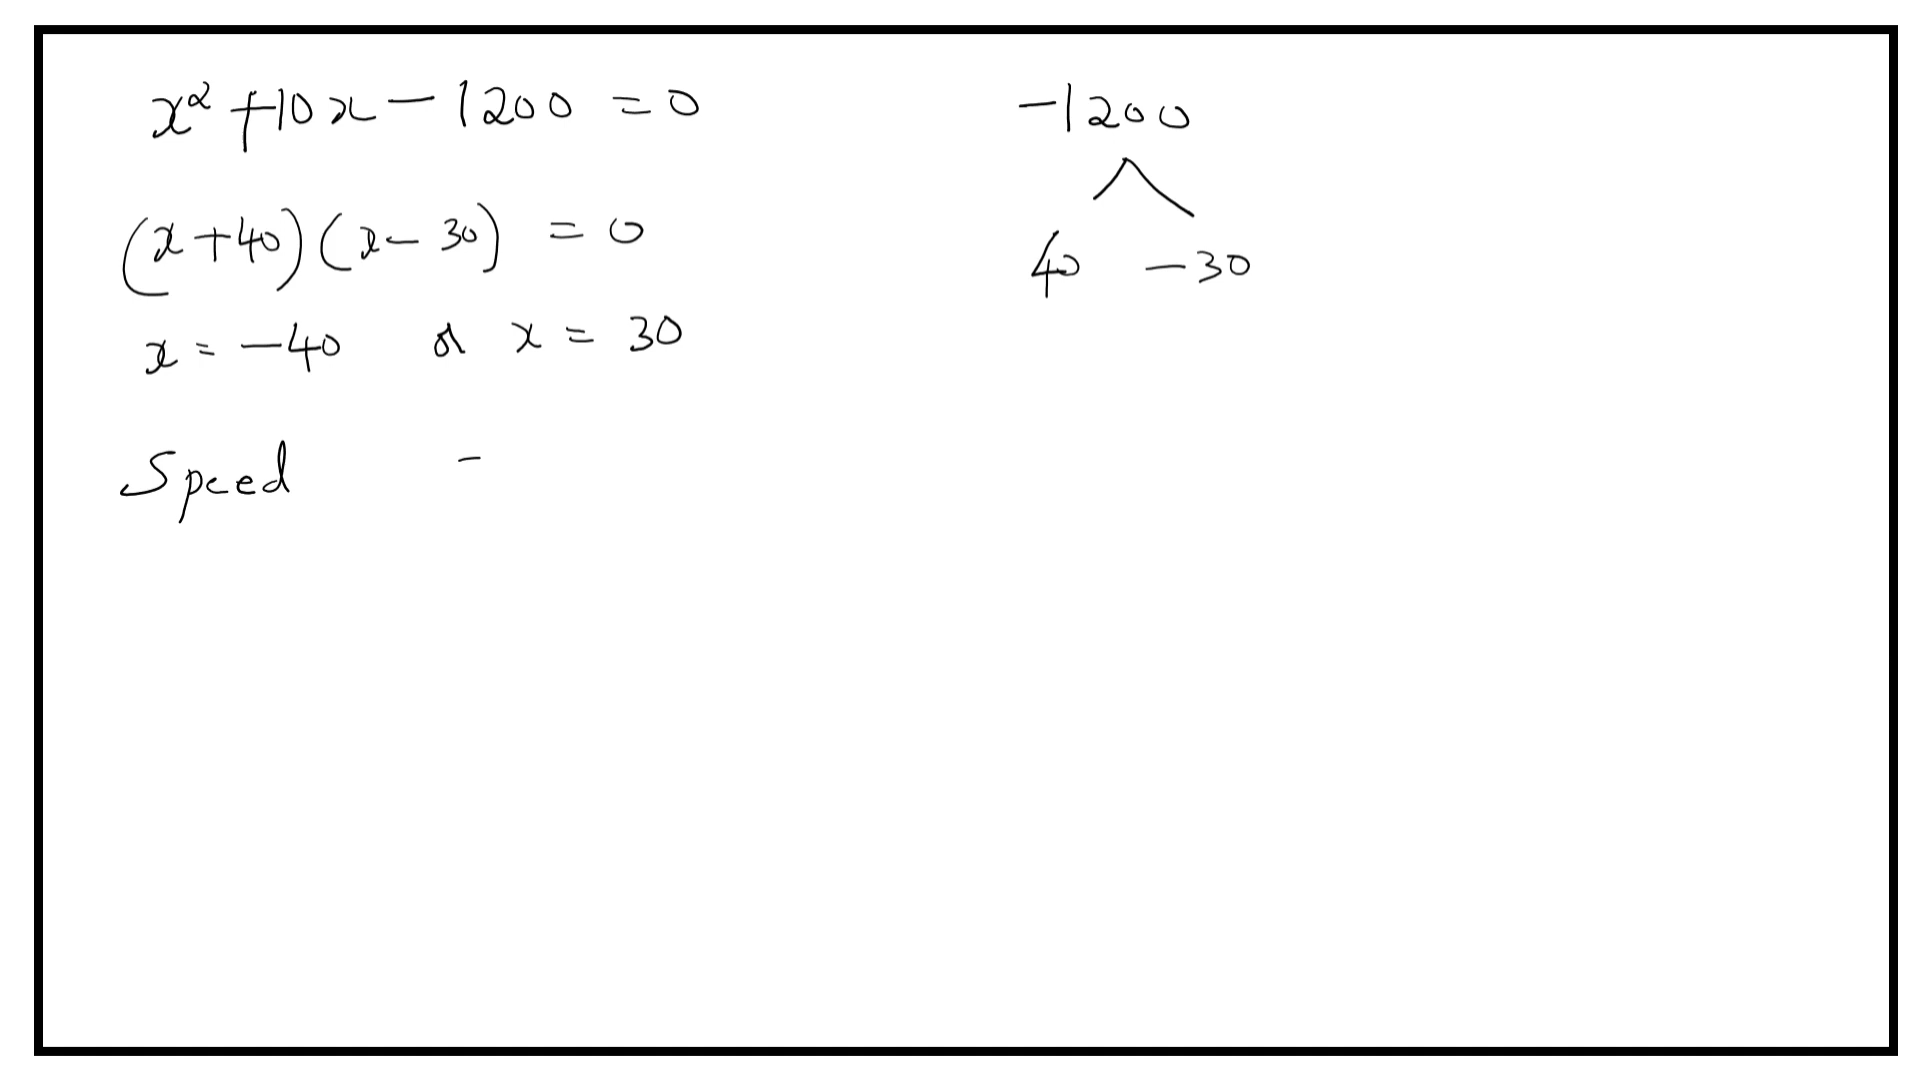 x² + 10x - 1200 = 0
(x + 40)(x - 30) = 0
x = -40 or x = 30
Speed -
-1200
40 -30